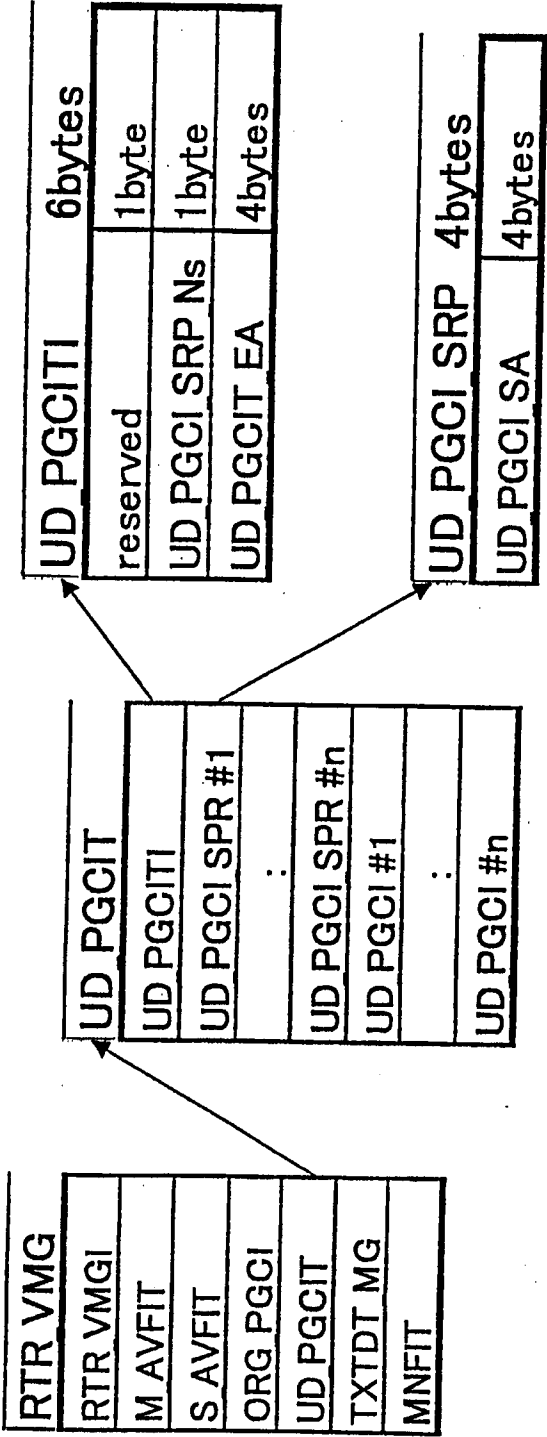 RTR VMG
RTR VMGI
M AVFIT
S AVFIT
ORG PGCI
UD PGCIT
TXTDT MG
MNFIT
UD PGCIT
UD PGCITI
UD PGCI SPR #1
..
UD PGCI SPR #n
UD PGCI #1
..
UD PGCI #n
UD PGCITI 6bytes
reserved 1byte
UD PGCI SRP Ns 1byte
UD PGCIT EA 4bytes
UD PGCI SRP 4bytes
UD PGCI SA 4bytes